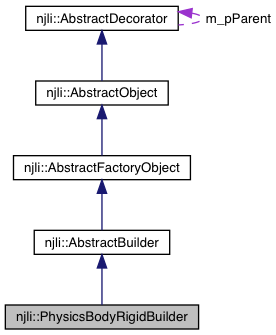 njli::AbstractDecorator
m_pParent
njli::AbstractObject
njli::AbstractFactoryObject
njli::AbstractBuilder
njli::PhysicsBodyRigidBuilder